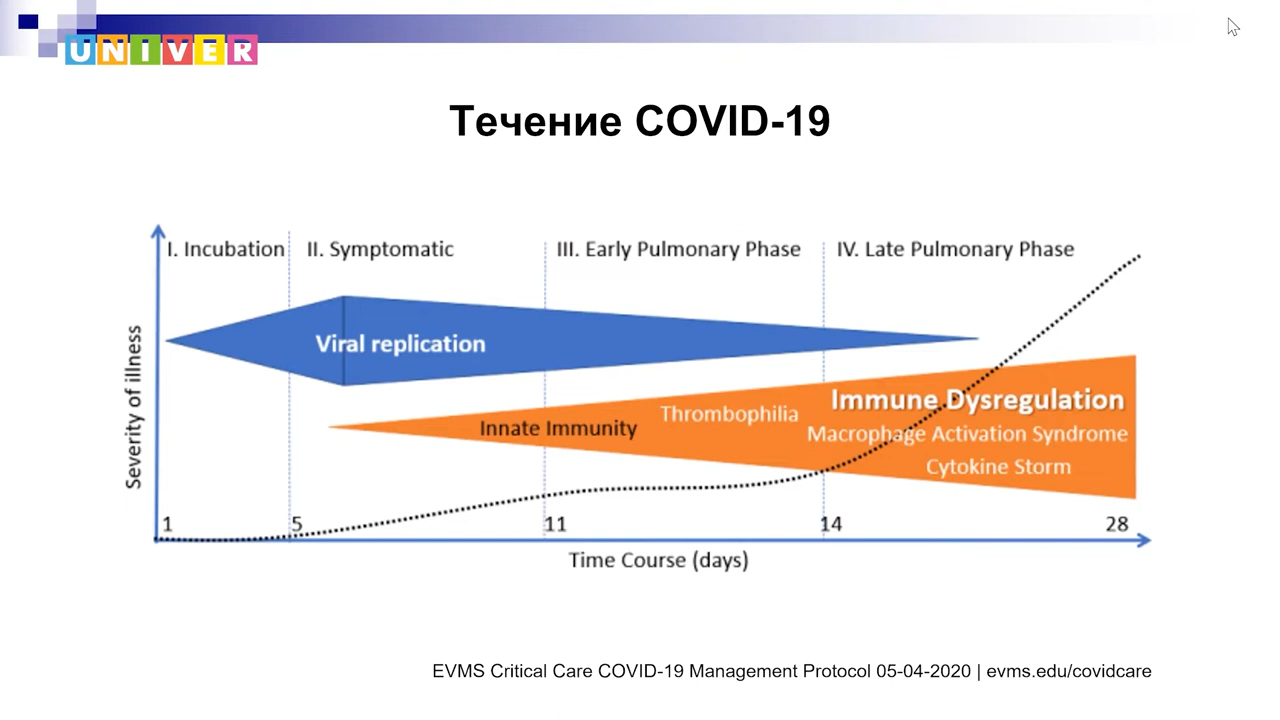 UNIVER
Течение COVID-19
I. Incubation
II. Symptomatic
III. Early Pulmonary Phase
IV. Late Pulmonary Phase
Severity of illness
Viral replication
Innate Immunity
Thrombophilia
Immune Dysregulation
Macrophage Activation Syndrome
Cytokine Storm
1
5
11
14
28
Time Course (days)
EVMS Critical Care COVID-19 Management Protocol 05-04-2020 | evms.edu/covidcare